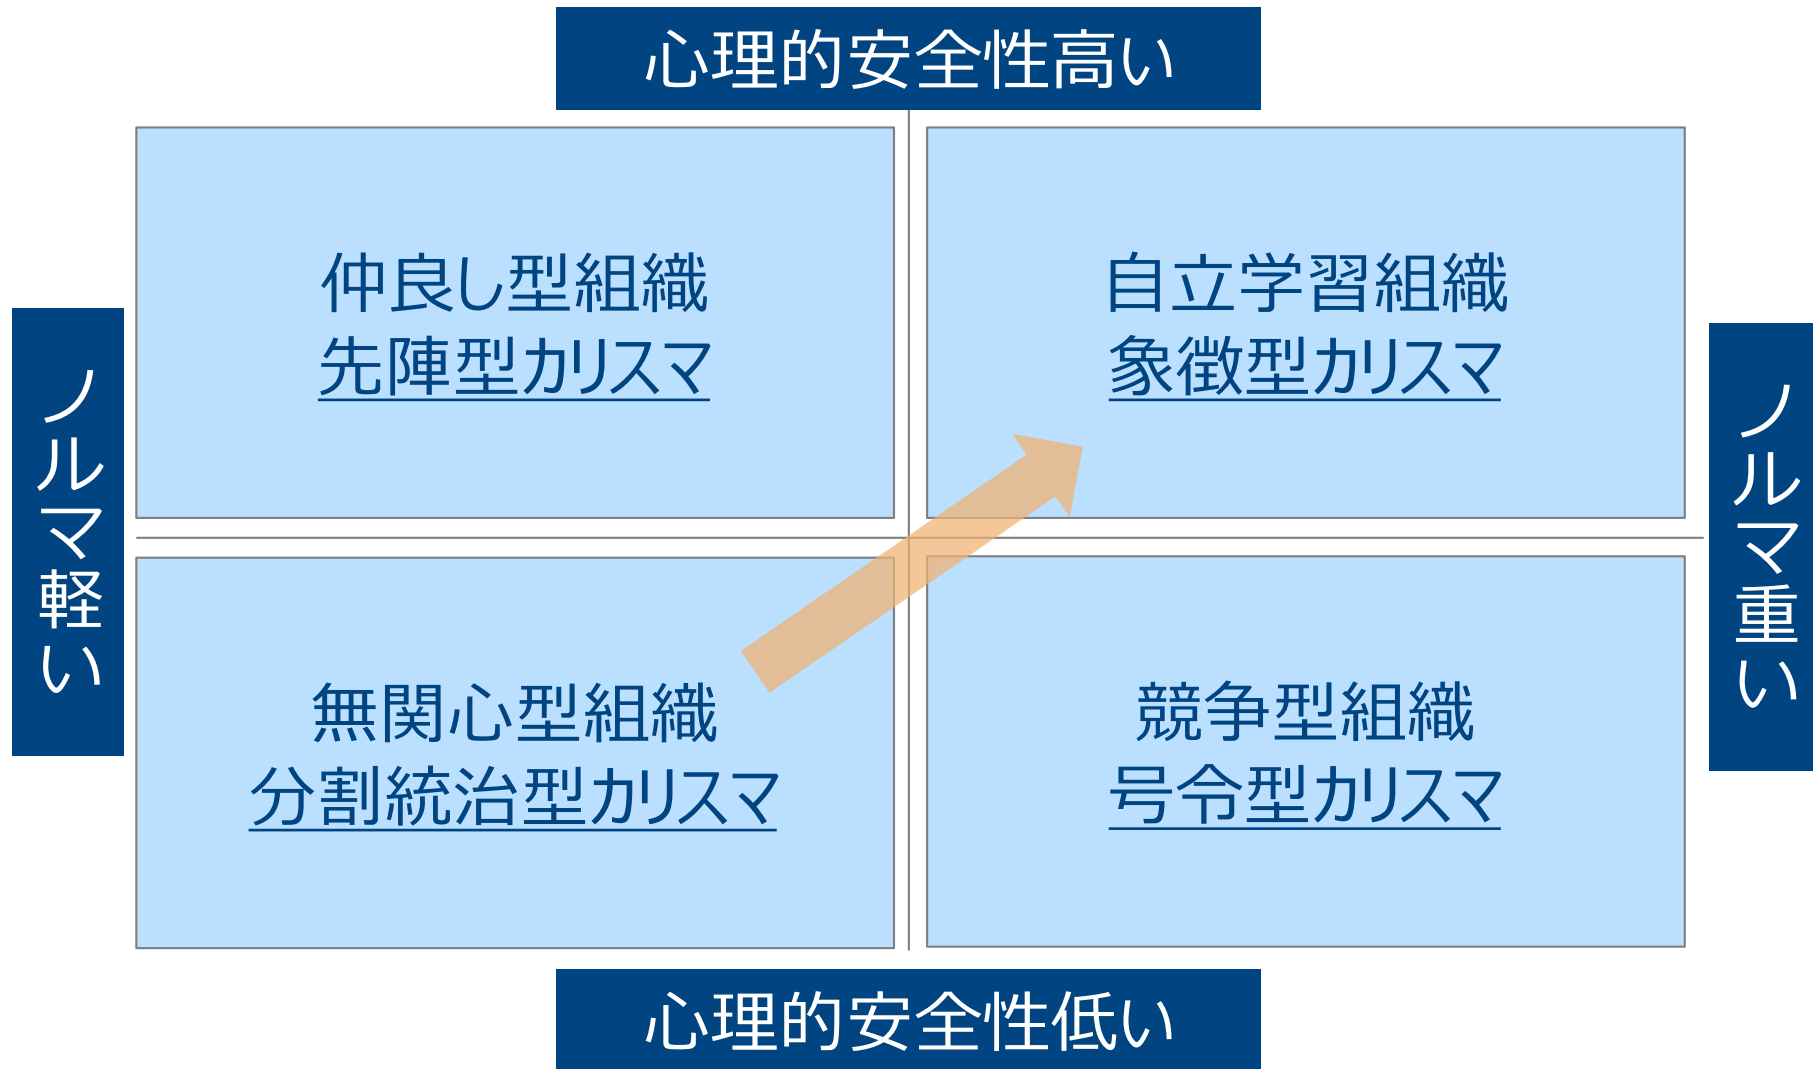 心理的安全性高い
仲良し型組織
先陣型カリスマ
自立学習組織
象徴型カリスマ
ノルマ軽い
ノルマ重い
無関心型組織
分割統治型カリスマ
競争型組織
号令型カリスマ
心理的安全性低い